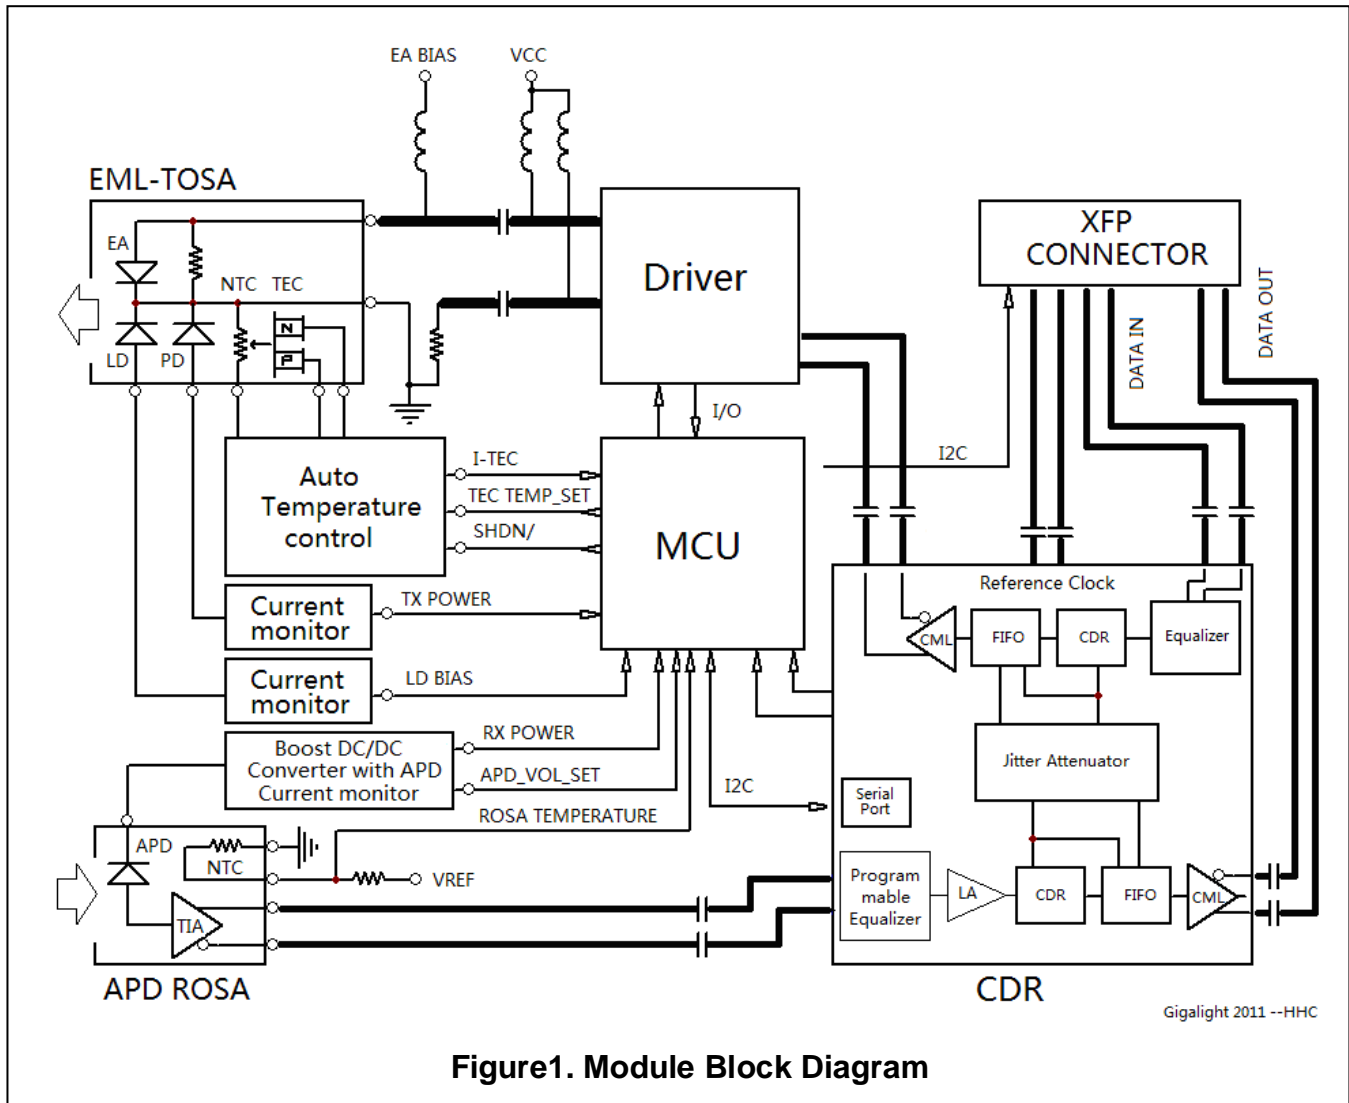 EA BIAS
VCC
EML-TOSA
EA
NTC
TEC
N
P
LD
PD
Driver
XFP
CONNECTOR
DATA IN
DATA OUT
I/O
I2C
Auto
Temperature
control
I-TEC
TEC TEMP_SET
SHDN/
MCU
Current
monitor
TX POWER
Current
monitor
LD BIAS
Boost DC/DC
Converter with APD
Current monitor
RX POWER
APD_VOL_SET
ROSA TEMPERATURE
I2C
Reference Clock
CML
FIFO
CDR
Equalizer
Jitter Attenuator
Serial
Port
Program
mable
Equalizer
LA
CDR
FIFO
CML
APD
NTC
VREF
TIA
APD ROSA
CDR
Gigalight 2011 --HHC
Figure1. Module Block Diagram